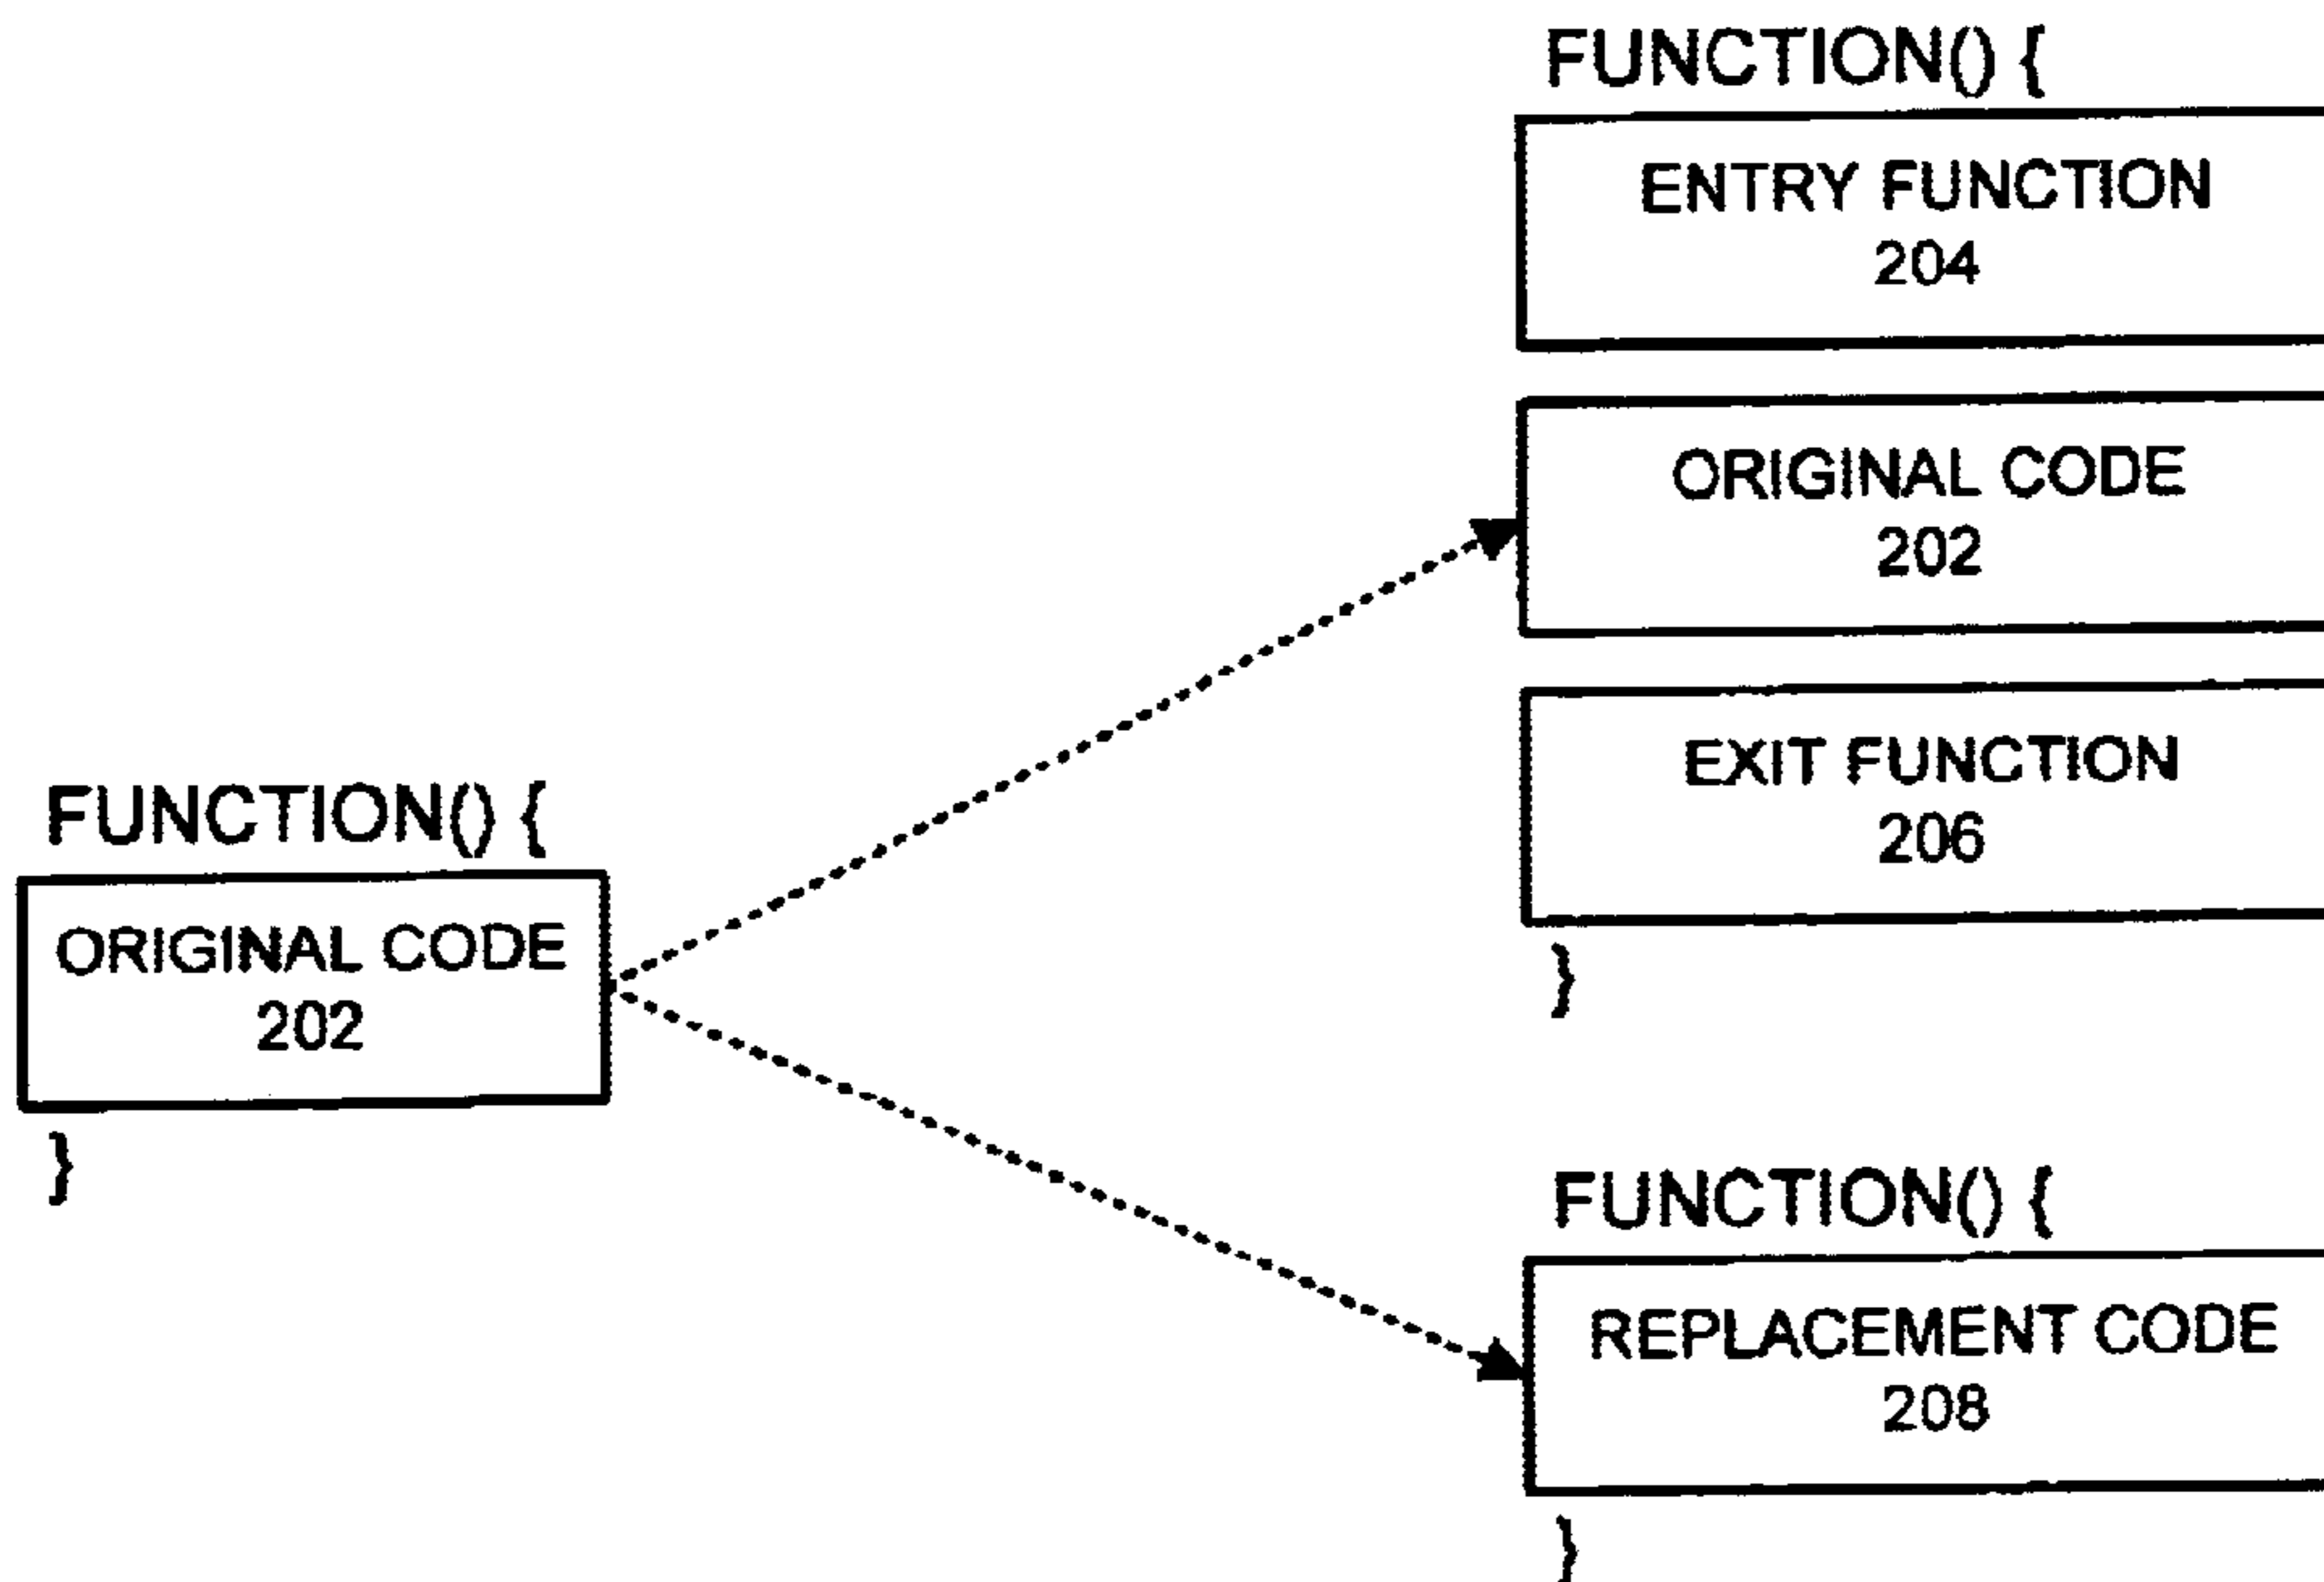 FUNCTION() {
ENTRY FUNCTION
204
ORIGINAL CODE
202
EXIT FUNCTION
206
}
FUNCTION() {
ORIGINAL CODE
202
}
FUNCTION() {
REPLACEMENT CODE
208
}